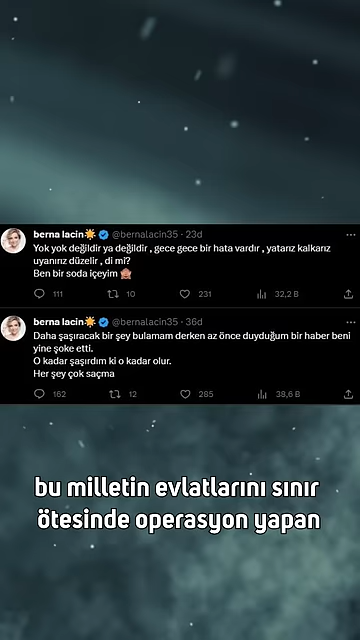 berna lacin☀️ @bernalacin35 · 23d
Yok yok değildir ya değildir , gece gece bir hata vardır , yatarız kalkarız
uyanırız düzelir , di mi?
Ben bir soda içeyim 🙈
111 10 231 32,2 B
berna lacin☀️ @bernalacin35 · 36d
Daha şaşıracak bir şey bulamam derken az önce duyduğum bir haber beni
yine şoke etti.
O kadar şaşırdım ki o kadar olur.
Her şey çok saçma
162 12 285 38,6 B
bu milletin evlatlarını sınır
ötesinde operasyon yapan